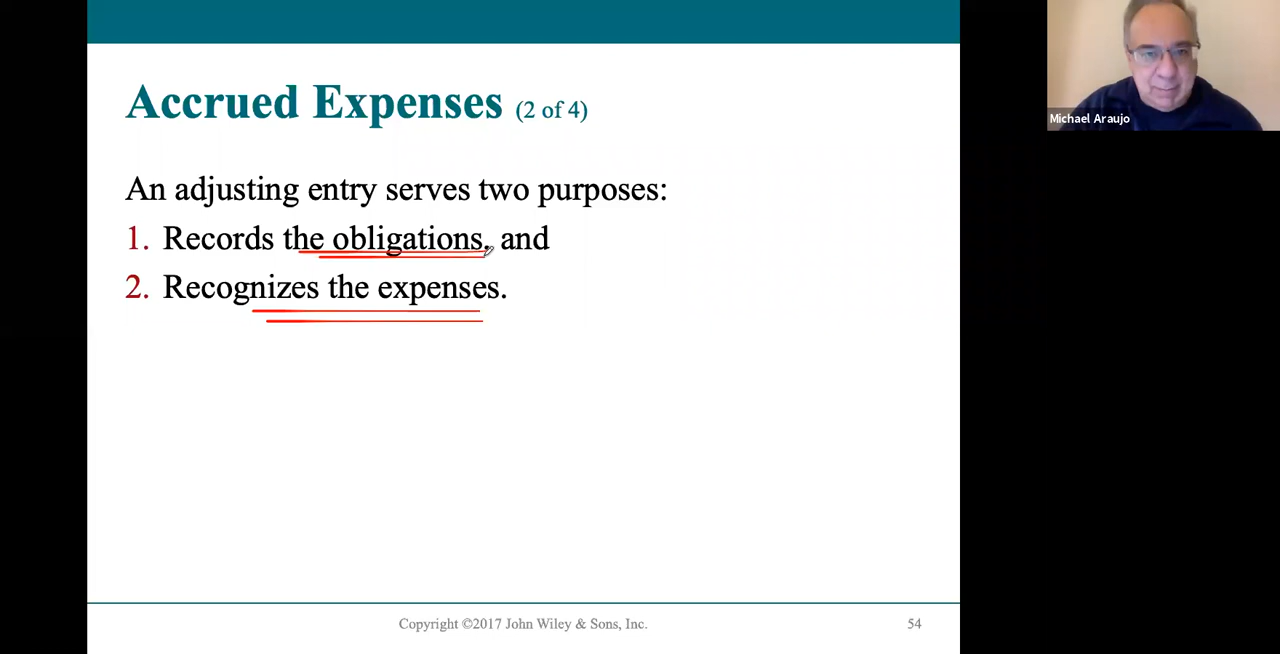 Accrued Expenses (2 of 4)
An adjusting entry serves two purposes:
1. Records the obligations, and
2. Recognizes the expenses.
Copyright ©2017 John Wiley & Sons, Inc.
54
Michael Araujo